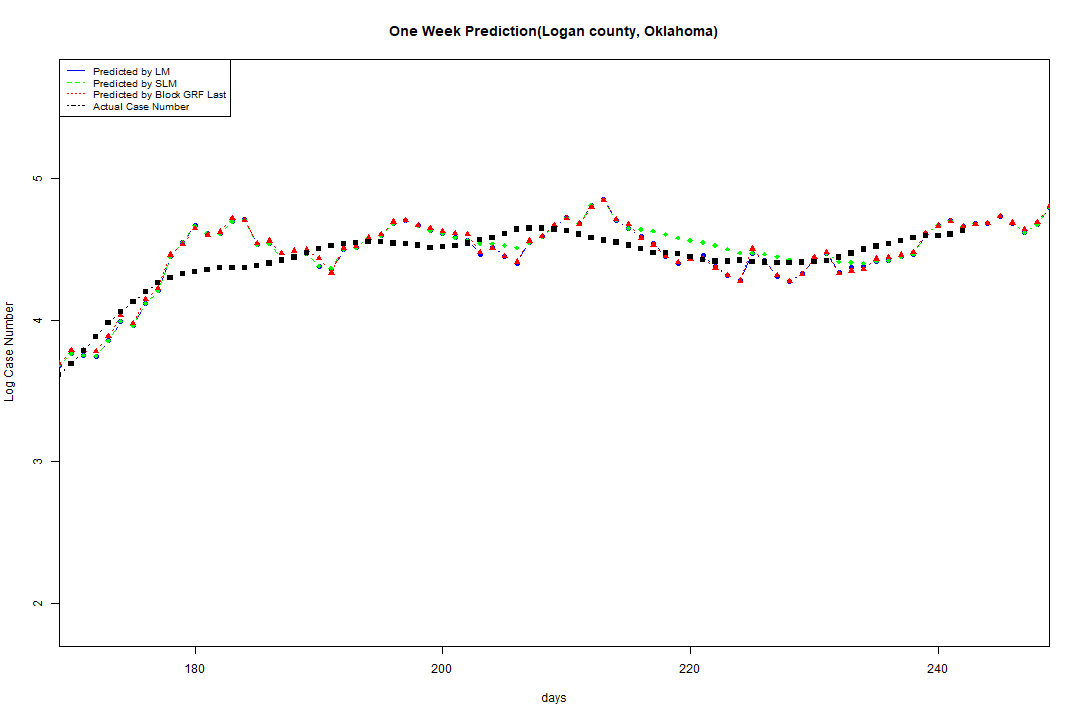 One Week Prediction(Logan county, Oklahoma)
Predicted by LM
Predicted by SLM
Predicted by Block GRF Last
Actual Case Number
5
4
3
2
Log Case Number
180
200
220
240
days